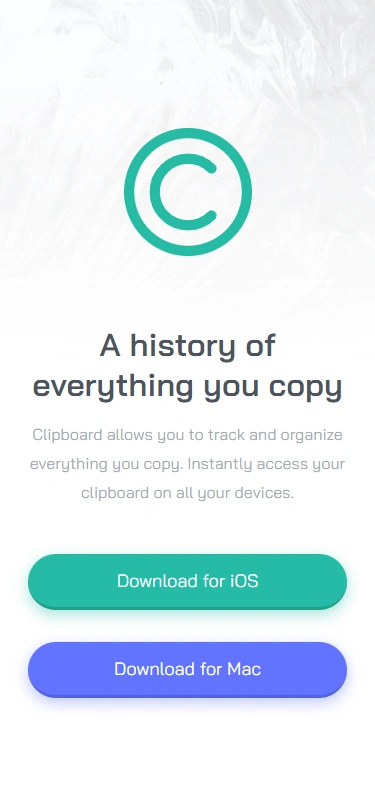 A history of
everything you copy
Clipboard allows you to track and organize
everything you copy. Instantly access your
clipboard on all your devices.
Download for iOS
Download for Mac